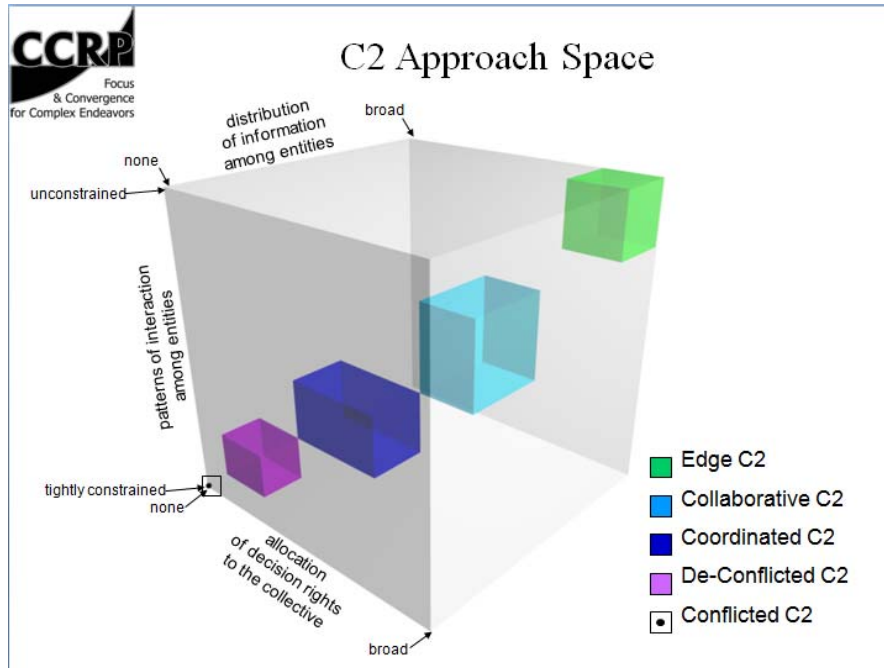 CCRP
Focus
& Convergence
for Complex Endeavors
C2 Approach Space
distribution
of information
among entities
broad
none
unconstrained
patterns of interaction
among entities
tightly constrained
none
allocation
of decision rights
to the collective
broad
Edge C2
Collaborative C2
Coordinated C2
De-Conflicted C2
Conflicted C2